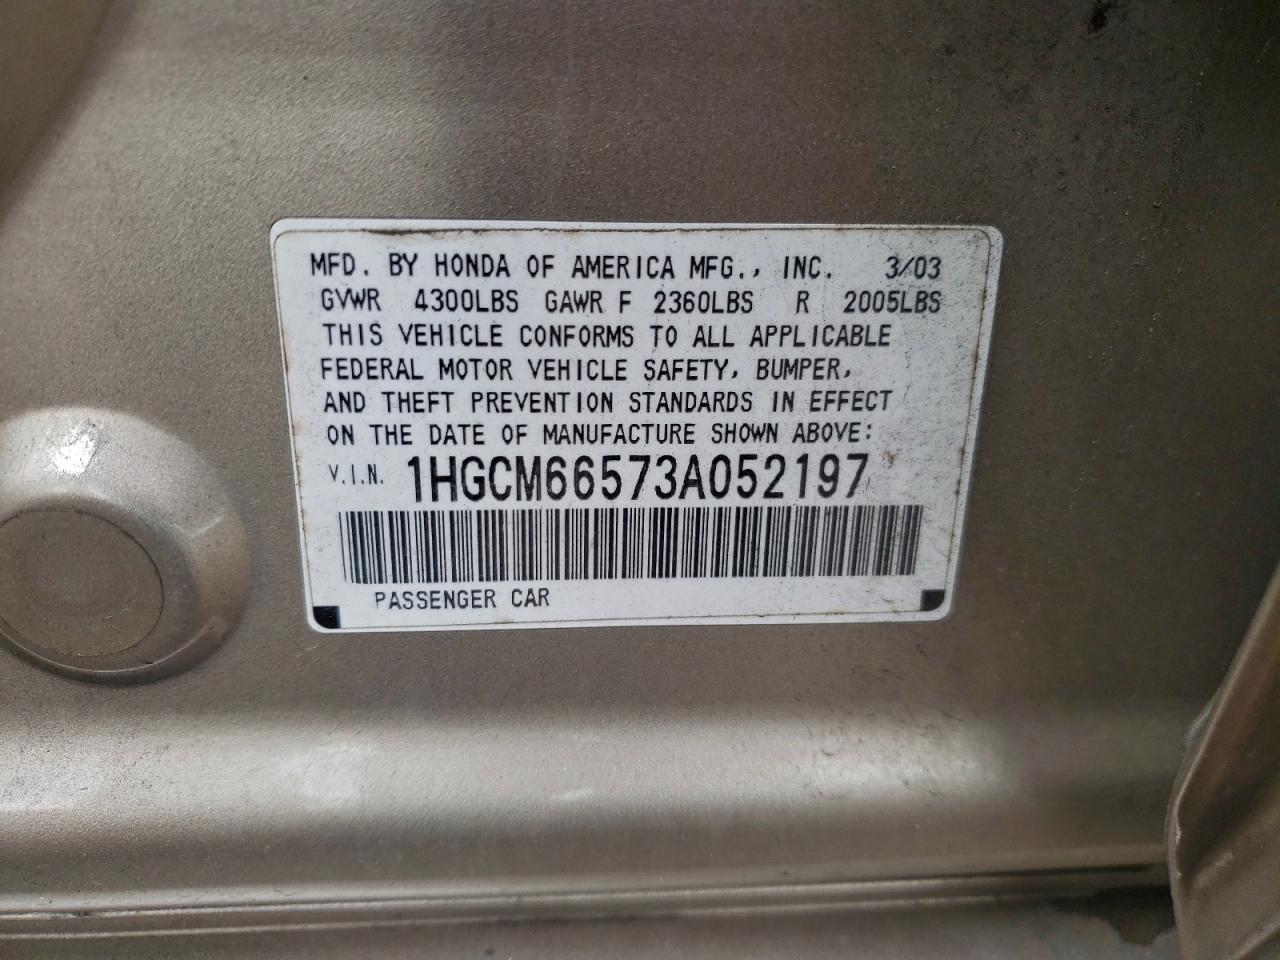 MFD. BY HONDA OF AMERICA MFG., INC. 3/03
GVWR 4300LBS GAWR F 2360LBS R 2005LBS
THIS VEHICLE CONFORMS TO ALL APPLICABLE
FEDERAL MOTOR VEHICLE SAFETY, BUMPER,
AND THEFT PREVENTION STANDARDS IN EFFECT
ON THE DATE OF MANUFACTURE SHOWN ABOVE:
V.I.N. 1HGCM66573A052197
PASSENGER CAR